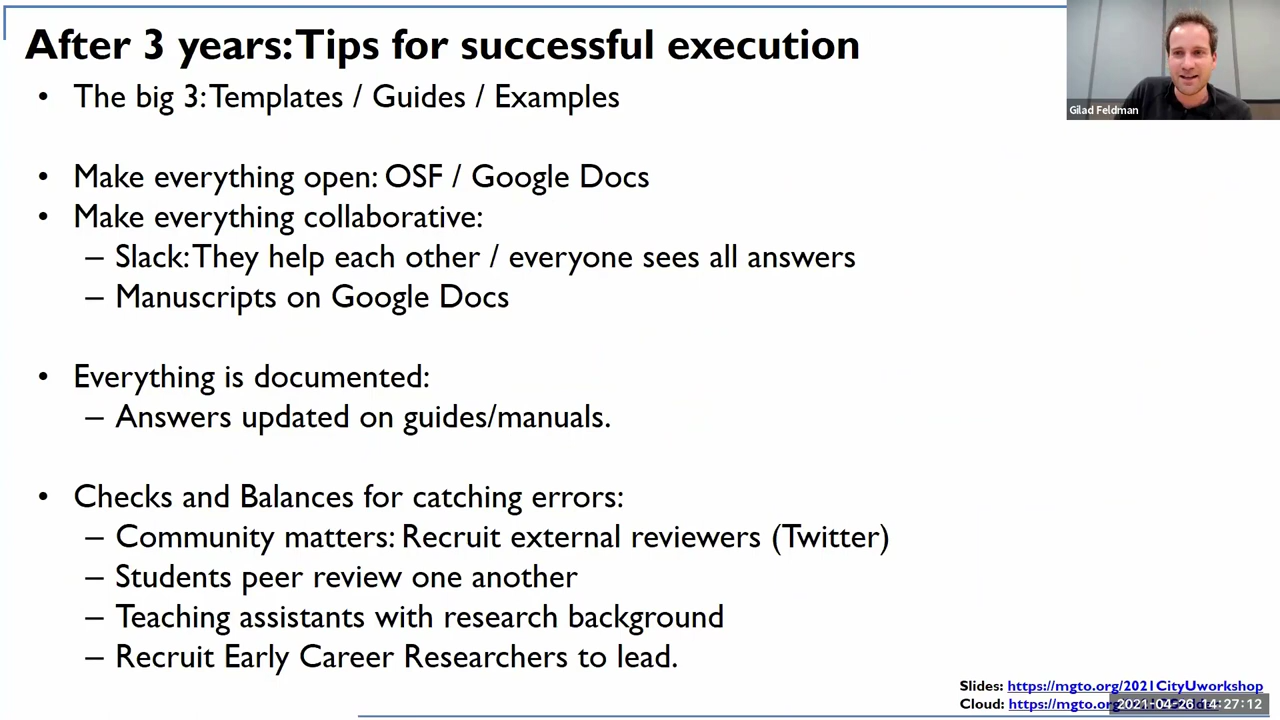 After 3 years: Tips for successful execution
Gilad Feldman
• The big 3: Templates / Guides / Examples
• Make everything open: OSF / Google Docs
• Make everything collaborative:
– Slack: They help each other / everyone sees all answers
– Manuscripts on Google Docs
• Everything is documented:
– Answers updated on guides/manuals.
• Checks and Balances for catching errors:
– Community matters: Recruit external reviewers (Twitter)
– Students peer review one another
– Teaching assistants with research background
– Recruit Early Career Researchers to lead.
Slides: https://mgto.org/2021CityUworkshop
Cloud: 2021-04-26 14:27:12